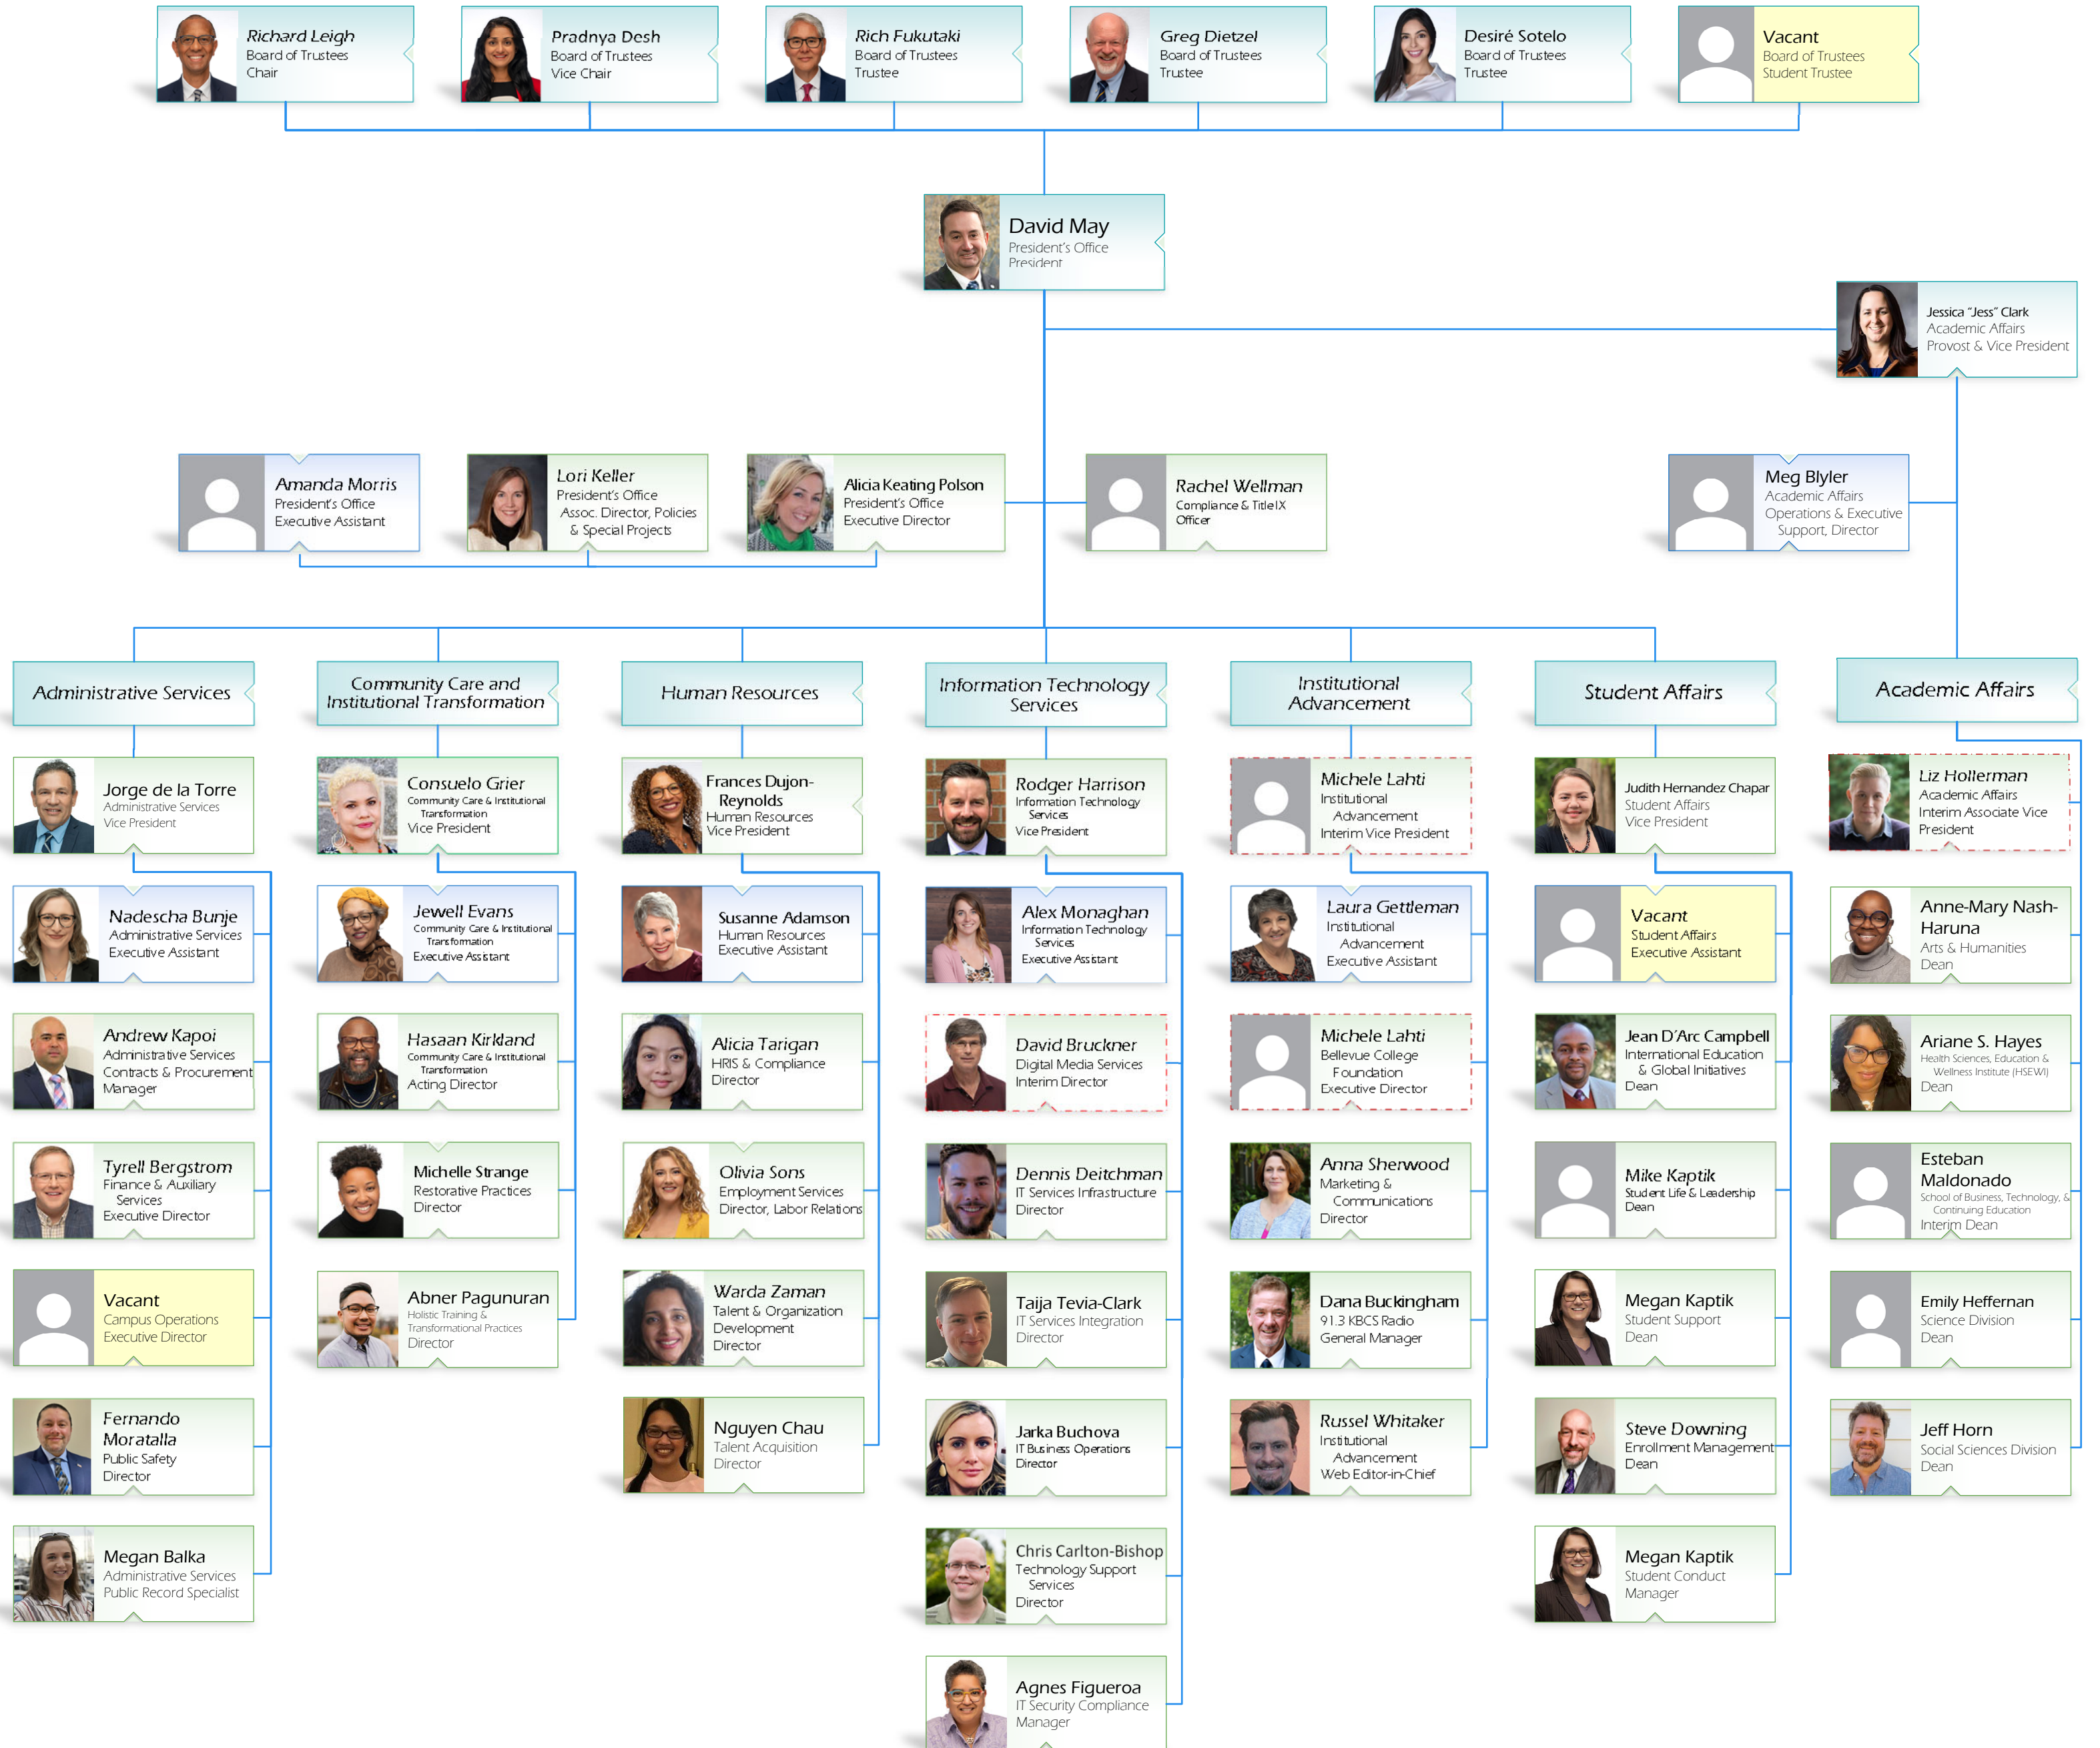 Richard Leigh
Board of Trustees
Chair
Pradnya Desh
Board of Trustees
Vice Chair
Rich Fukutaki
Board of Trustees
Trustee
Greg Dietzel
Board of Trustees
Trustee
Desiré Sotelo
Board of Trustees
Trustee
Vacant
Board of Trustees
Student Trustee
David May
President's Office
President
Jessica "Jess" Clark
Academic Affairs
Provost & Vice President
Amanda Morris
President's Office
Executive Assistant
Lori Keller
President's Office
Assoc. Director, Policies
& Special Projects
Alicia Keating Polson
President's Office
Executive Director
Rachel Wellman
Compliance & Title IX
Officer
Meg Blyler
Academic Affairs
Operations & Executive
Support, Director
Administrative Services
Jorge de la Torre
Administrative Services
Vice President
Nadescha Bunje
Administrative Services
Executive Assistant
Andrew Kapoi
Administrative Services
Contracts & Procurement
Manager
Tyrell Bergstrom
Finance & Auxiliary
Services
Executive Director
Vacant
Campus Operations
Executive Director
Fernando
Moratalla
Public Safety
Director
Megan Balka
Administrative Services
Public Record Specialist
Community Care and
Institutional Transformation
Consuelo Grier
Community Care & Institutional
Transformation
Vice President
Jewell Evans
Community Care & Institutional
Transformation
Executive Assistant
Hasaan Kirkland
Community Care & Institutional
Transformation
Acting Director
Michelle Strange
Restorative Practices
Director
Abner Pagunuran
Holistic Training &
Transformational Practices
Director
Human Resources
Frances Dujon-
Reynolds
Human Resources
Vice President
Susanne Adamson
Human Resources
Executive Assistant
Alicia Tarigan
HRIS & Compliance
Director
Olivia Sons
Employment Services
Director, Labor Relations
Warda Zaman
Talent & Organization
Development
Director
Nguyen Chau
Talent Acquisition
Director
Information Technology
Services
Rodger Harrison
Information Technology
Services
Vice President
Alex Monaghan
Information Technology
Services
Executive Assistant
David Bruckner
Digital Media Services
Interim Director
Dennis Deitchman
IT Services Infrastructure
Director
Taija Tevia-Clark
IT Services Integration
Director
Jarka Buchova
IT Business Operations
Director
Chris Carlton-Bishop
Technology Support
Services
Director
Agnes Figueroa
IT Security Compliance
Manager
Institutional
Advancement
Michele Lahti
Institutional
Advancement
Interim Vice President
Laura Gettleman
Institutional
Advancement
Executive Assistant
Michele Lahti
Bellevue College
Foundation
Executive Director
Anna Sherwood
Marketing &
Communications
Director
Dana Buckingham
91.3 KBCS Radio
General Manager
Russel Whitaker
Institutional
Advancement
Web Editor-in-Chief
Student Affairs
Judith Hernandez Chapar
Student Affairs
Vice President
Vacant
Student Affairs
Executive Assistant
Jean D'Arc Campbell
International Education
& Global Initiatives
Dean
Mike Kaptik
Student Life & Leadership
Dean
Megan Kaptik
Student Support
Dean
Steve Downing
Enrollment Management
Dean
Megan Kaptik
Student Conduct
Manager
Academic Affairs
Liz Hollerman
Academic Affairs
Interim Associate Vice
President
Anne-Mary Nash-
Haruna
Arts & Humanities
Dean
Ariane S. Hayes
Health Sciences, Education &
Wellness Institute (HSEWI)
Dean
Esteban
Maldonado
School of Business, Technology, &
Continuing Education
Interim Dean
Emily Heffernan
Science Division
Dean
Jeff Horn
Social Sciences Division
Dean